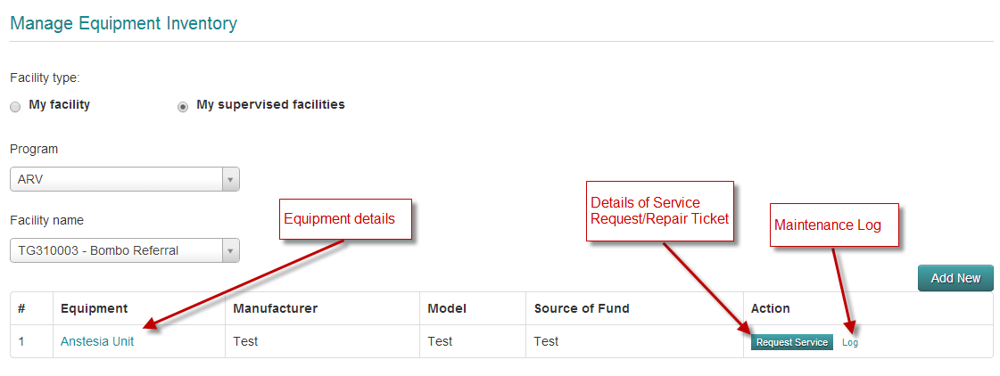 Manage Equipment Inventory
Facility type:
My facility
My supervised facilities
Program
ARV
Equipment details
Details of Service
Request/Repair Ticket
Maintenance Log
Facility name
TG310003 - Bombo Referral
Add New
# Equipment Manufacturer Model Source of Fund Action
1 Anstesia Unit Test Test Test Request Service Log